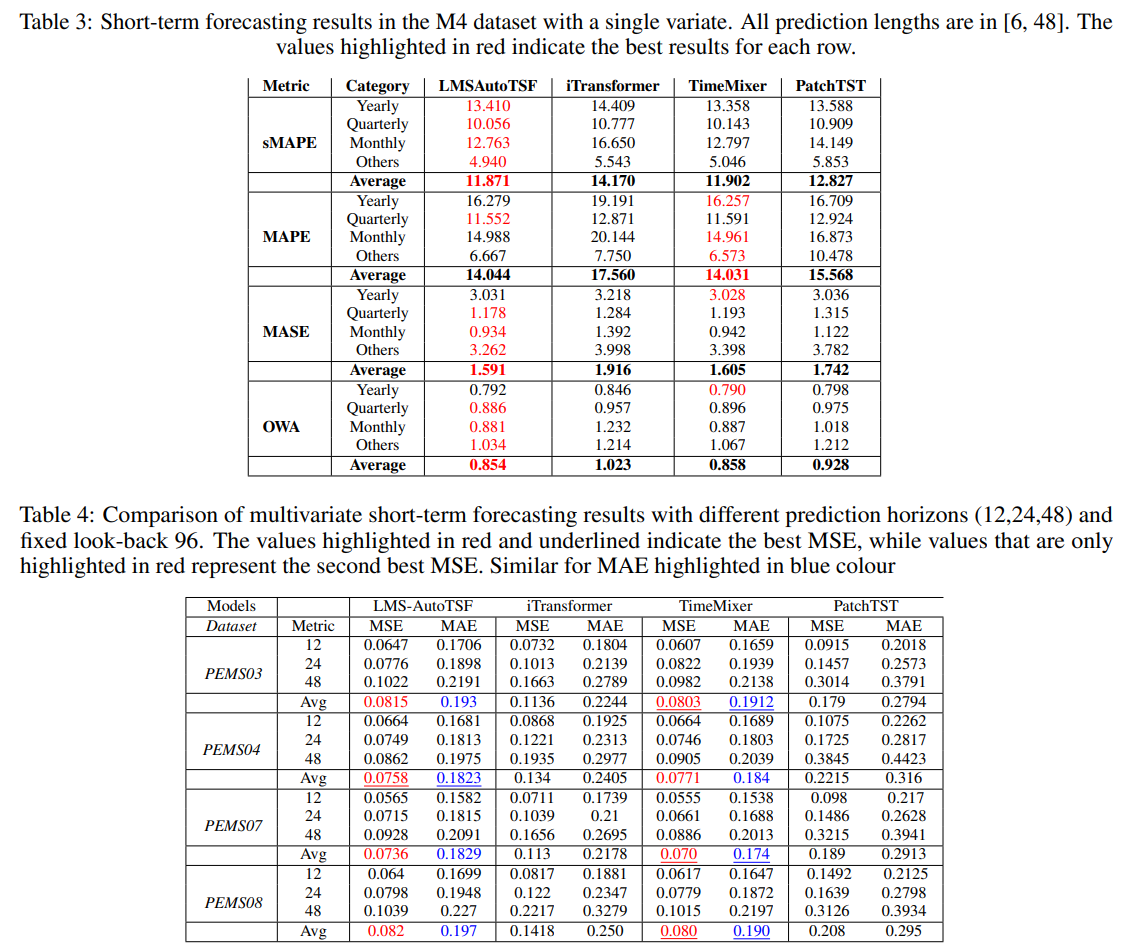 Table 3: Short-term forecasting results in the M4 dataset with a single variate. All prediction lengths are in [6, 48]. The
values highlighted in red indicate the best results for each row.
Metric Category LMSAutoTSF iTransformer TimeMixer PatchTST
Yearly 13.410 14.409 13.358 13.588
Quarterly 10.056 10.777 10.143 10.909
sMAPE Monthly 12.763 16.650 12.797 14.149
Others 4.940 5.543 5.046 5.853
Average 11.871 14.170 11.902 12.827
Yearly 16.279 19.191 16.257 16.709
Quarterly 11.552 12.871 11.591 12.924
MAPE Monthly 14.988 20.144 14.961 16.873
Others 6.667 7.750 6.573 10.478
Average 14.044 17.560 14.031 15.568
Yearly 3.031 3.218 3.028 3.036
Quarterly 1.178 1.284 1.193 1.315
MASE Monthly 0.934 1.392 0.942 1.122
Others 3.262 3.998 3.398 3.782
Average 1.591 1.916 1.605 1.742
Yearly 0.792 0.846 0.790 0.798
Quarterly 0.886 0.957 0.896 0.975
OWA Monthly 0.881 1.232 0.887 1.018
Others 1.034 1.214 1.067 1.212
Average 0.854 1.023 0.858 0.928
Table 4: Comparison of multivariate short-term forecasting results with different prediction horizons (12,24,48) and
fixed look-back 96. The values highlighted in red and underlined indicate the best MSE, while values that are only
highlighted in red represent the second best MSE. Similar for MAE highlighted in blue colour
Models LMS-AutoTSF iTransformer TimeMixer PatchTST
Dataset Metric MSE MAE MSE MAE MSE MAE MSE MAE
12 0.0647 0.1706 0.0732 0.1804 0.0607 0.1659 0.0915 0.2018
PEMS03 24 0.0776 0.1898 0.1013 0.2139 0.0822 0.1939 0.1457 0.2573
48 0.1022 0.2191 0.1663 0.2789 0.0982 0.2138 0.3014 0.3791
Avg 0.0815 0.193 0.1136 0.2244 0.0803 0.1912 0.179 0.2794
12 0.0664 0.1681 0.0868 0.1925 0.0664 0.1689 0.1075 0.2262
PEMS04 24 0.0749 0.1813 0.1221 0.2313 0.0746 0.1803 0.1725 0.2817
48 0.0862 0.1975 0.1935 0.2977 0.0905 0.2039 0.3845 0.4423
Avg 0.0758 0.1823 0.134 0.2405 0.0771 0.184 0.2215 0.316
12 0.0565 0.1582 0.0711 0.1739 0.0555 0.1538 0.098 0.217
PEMS07 24 0.0715 0.1815 0.1039 0.21 0.0661 0.1688 0.1486 0.2628
48 0.0928 0.2091 0.1656 0.2695 0.0886 0.2013 0.3215 0.3941
Avg 0.0736 0.1829 0.113 0.2178 0.070 0.174 0.189 0.2913
12 0.064 0.1699 0.0817 0.1881 0.0617 0.1647 0.1492 0.2125
PEMS08 24 0.0798 0.1948 0.122 0.2347 0.0779 0.1872 0.1639 0.2798
48 0.1039 0.227 0.2217 0.3279 0.1015 0.2197 0.3126 0.3934
Avg 0.082 0.197 0.1418 0.250 0.080 0.190 0.208 0.295